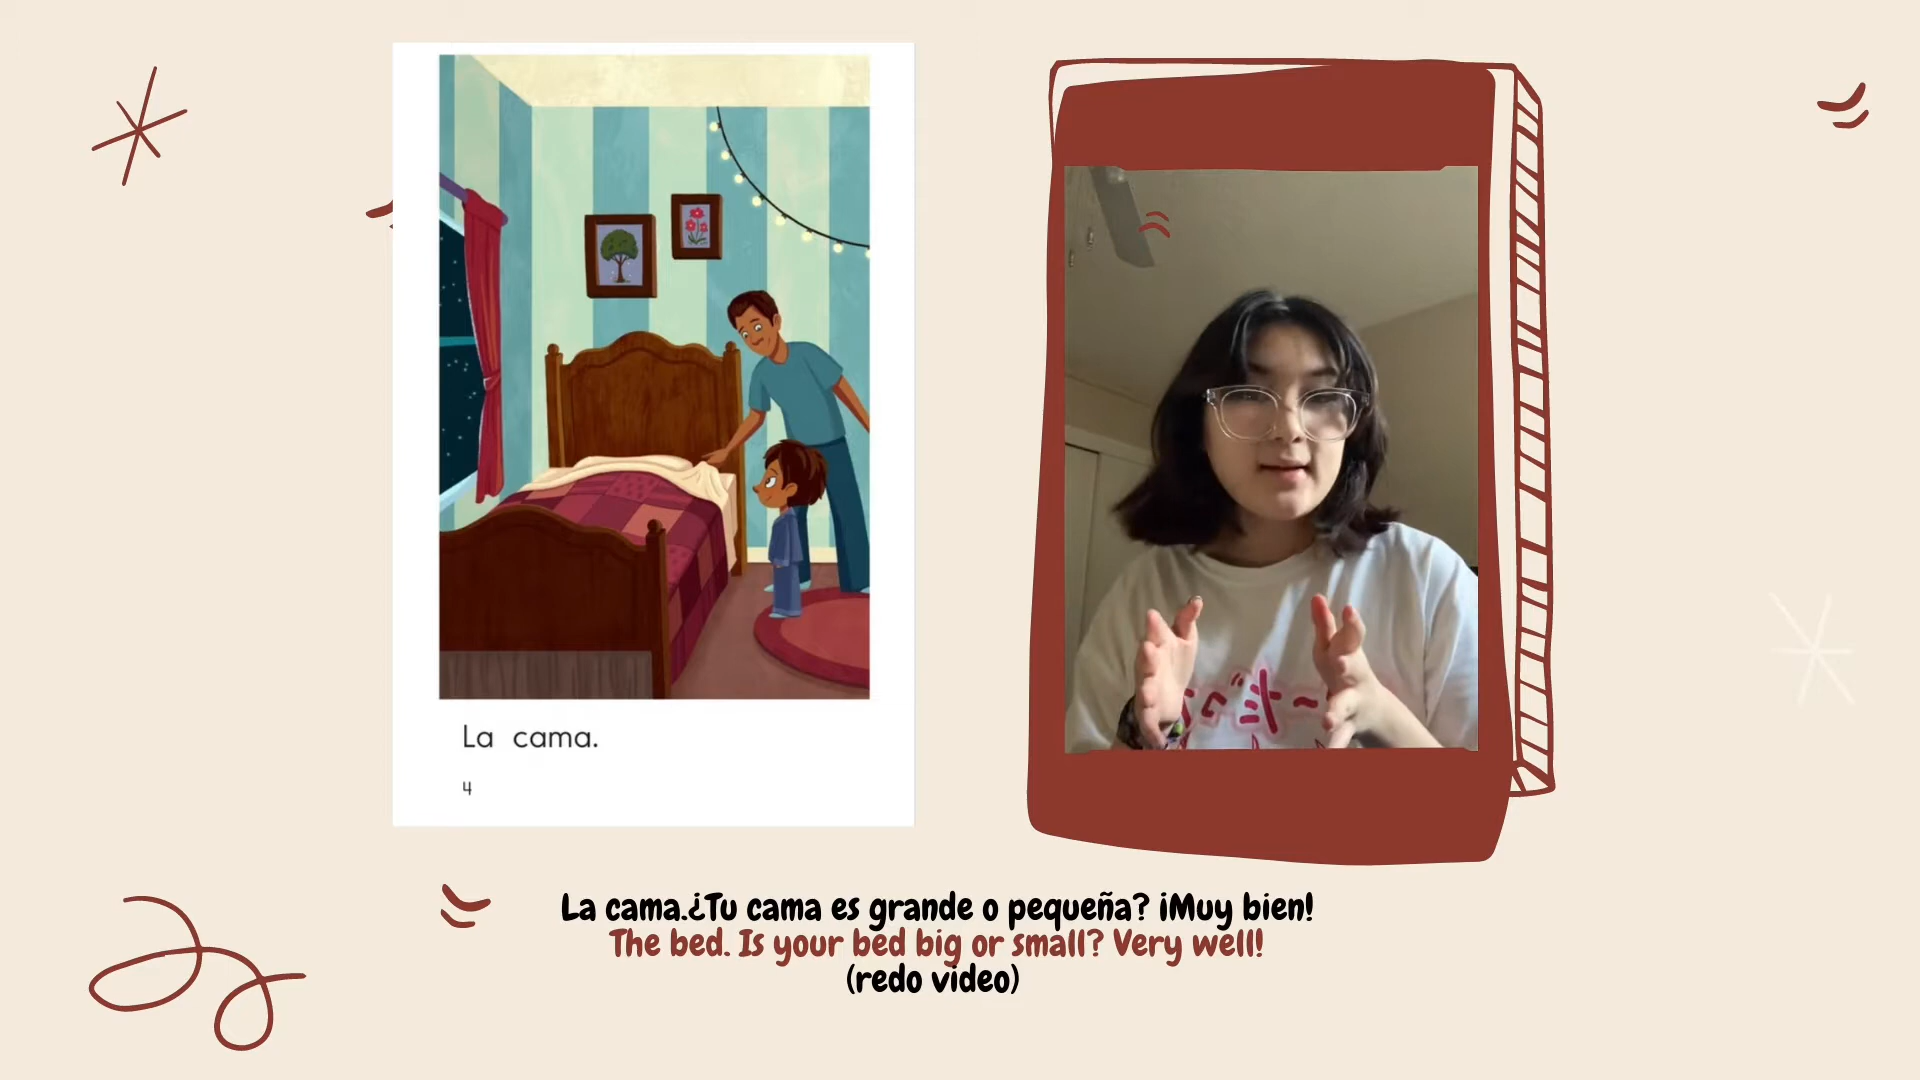 La cama.
4
La cama.¿Tu cama es grande o pequeña? ¡Muy bien!
The bed. Is your bed big or small? Very well!
(redo video)